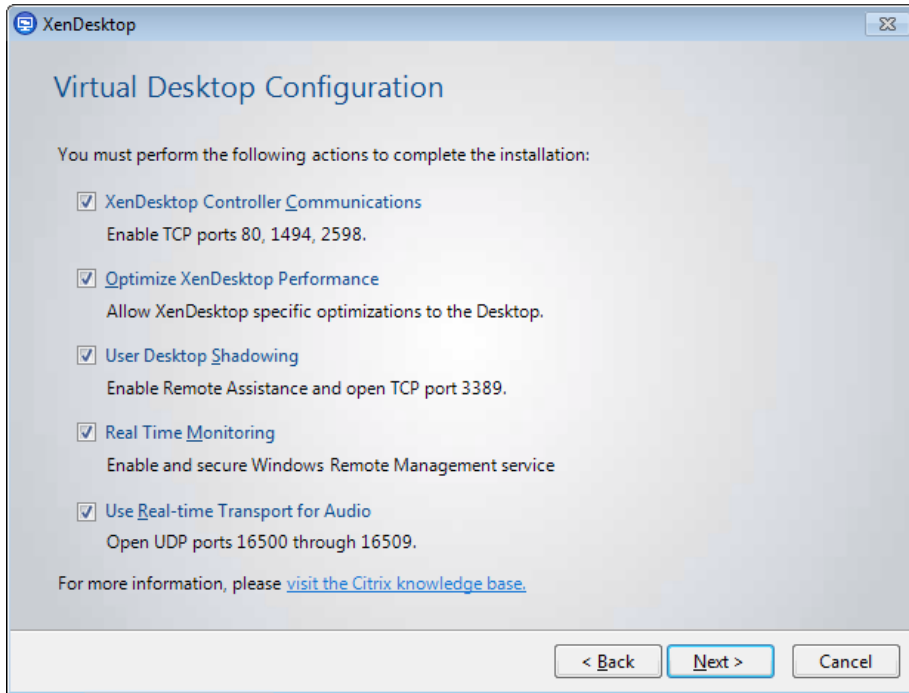 XenDesktop
Virtual Desktop Configuration
You must perform the following actions to complete the installation:
XenDesktop Controller Communications
Enable TCP ports 80, 1494, 2598.
Optimize XenDesktop Performance
Allow XenDesktop specific optimizations to the Desktop.
User Desktop Shadowing
Enable Remote Assistance and open TCP port 3389.
Real Time Monitoring
Enable and secure Windows Remote Management service
Use Real-time Transport for Audio
Open UDP ports 16500 through 16509.
For more information, please visit the Citrix knowledge base.
< Back Next > Cancel